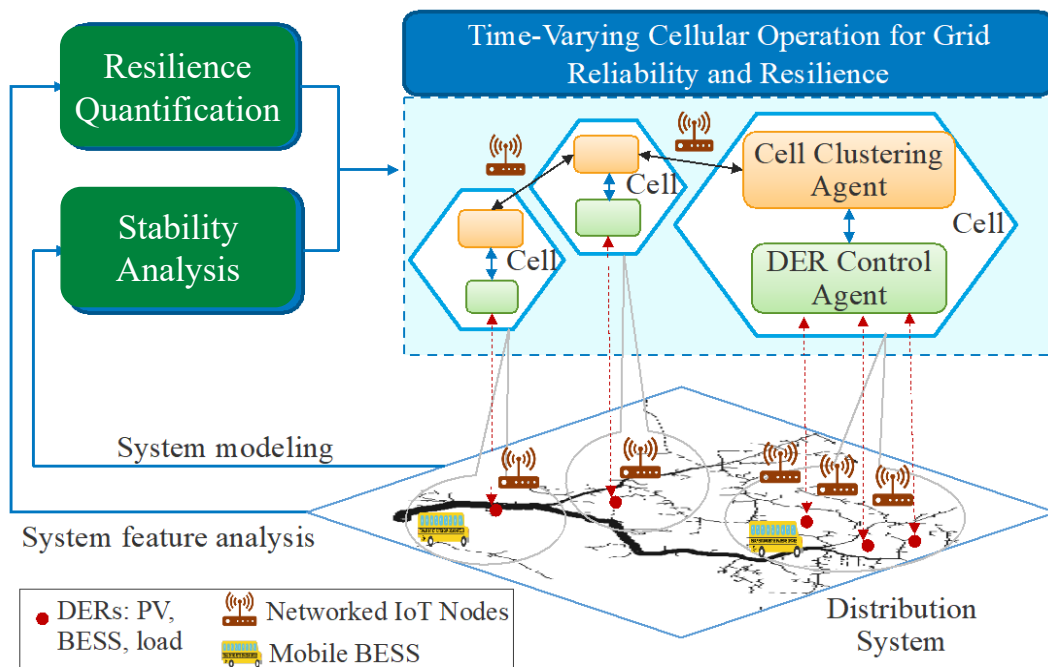 Resilience
Quantification
Stability
Analysis
Time-Varying Cellular Operation for Grid
Reliability and Resilience
Cell
Cell
Cell Clustering
Agent
Cell
DER Control
Agent
System modeling
System feature analysis
DERs: PV,
BESS, load
Networked IoT Nodes
Mobile BESS
Distribution
System